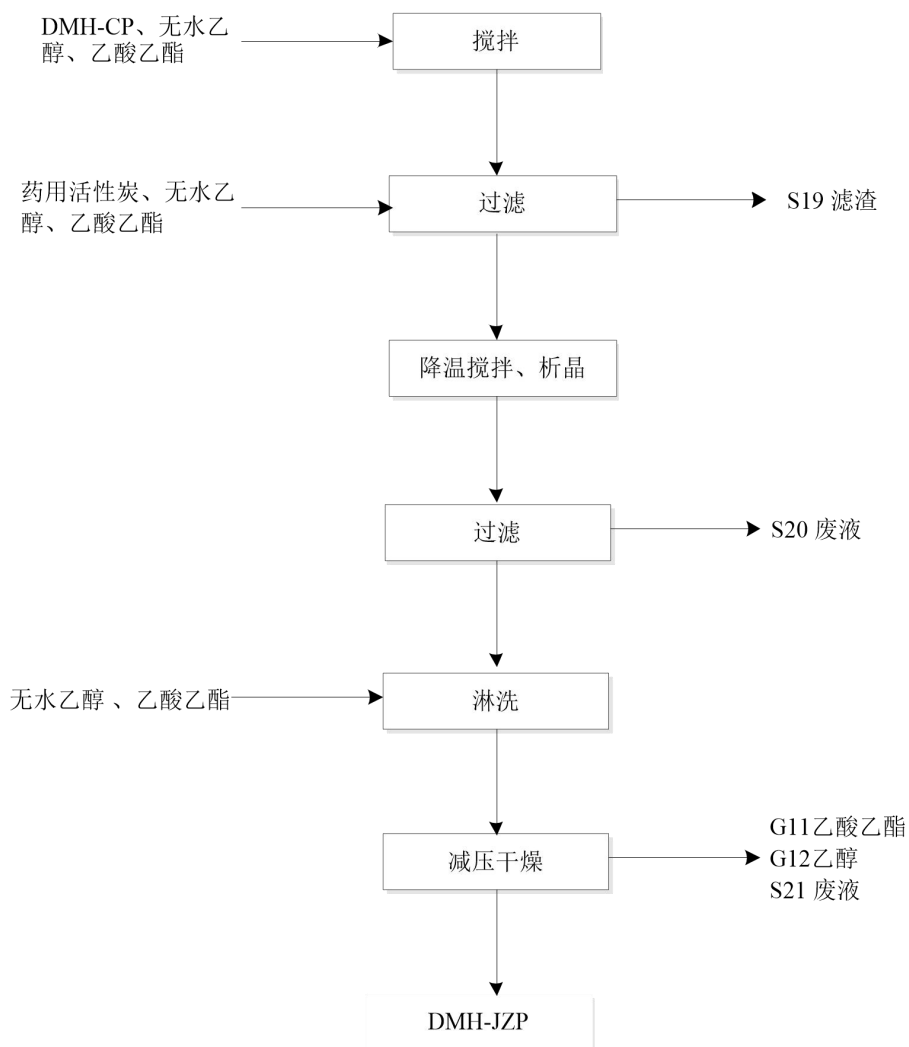 DMH-CP、无水乙
醇、乙酸乙酯
搅拌
药用活性炭、无水乙
醇、乙酸乙酯
过滤
S19 滤渣
降温搅拌、析晶
过滤
S20 废液
无水乙醇 、乙酸乙酯
淋洗
减压干燥
G11乙酸乙酯
G12乙醇
S21 废液
DMH-JZP